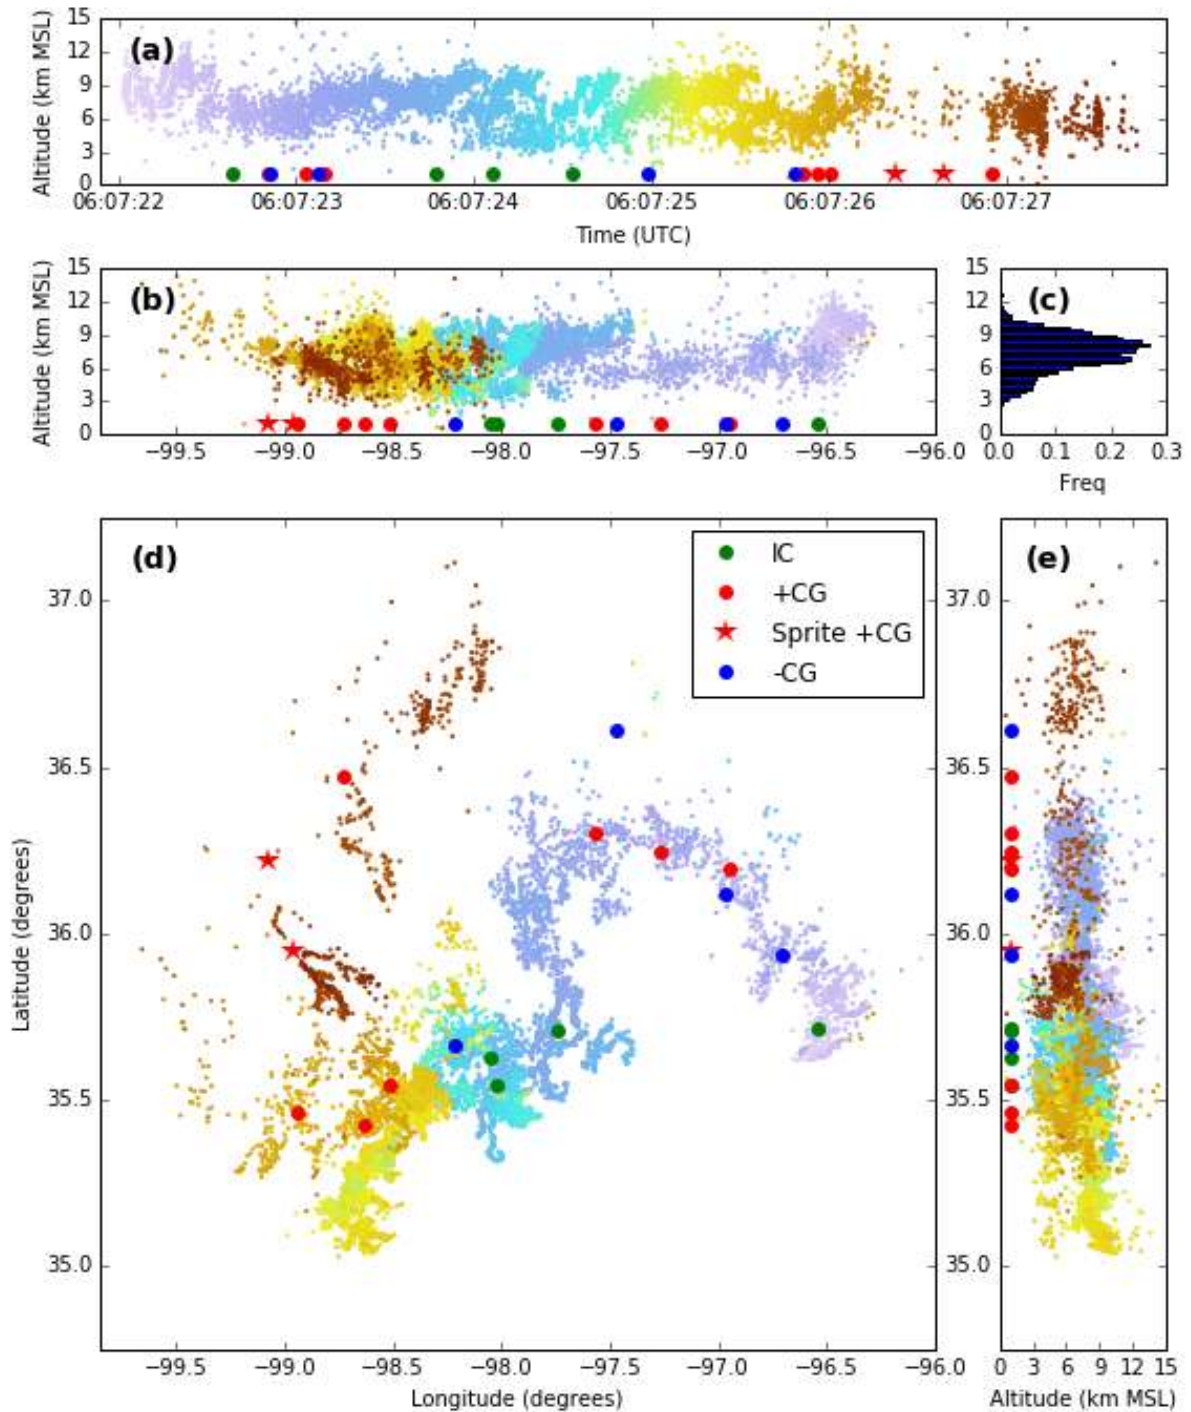 (a)
15
12
9
6
3
0
Altitude (km MSL)
06:07:22 06:07:23 06:07:24 06:07:25 06:07:26 06:07:27
Time (UTC)
(b)
15
12
9
6
3
0
Altitude (km MSL)
−99.5 −99.0 −98.5 −98.0 −97.5 −97.0 −96.5 −96.0
(c)
15
12
9
6
3
0
0.0 0.1 0.2 0.3
Freq
(d)
IC
+CG
Sprite +CG
-CG
37.0
36.5
36.0
35.5
35.0
Latitude (degrees)
−99.5 −99.0 −98.5 −98.0 −97.5 −97.0 −96.5 −96.0
Longitude (degrees)
(e)
37.0
36.5
36.0
35.5
35.0
0 3 6 9 12 15
Altitude (km MSL)